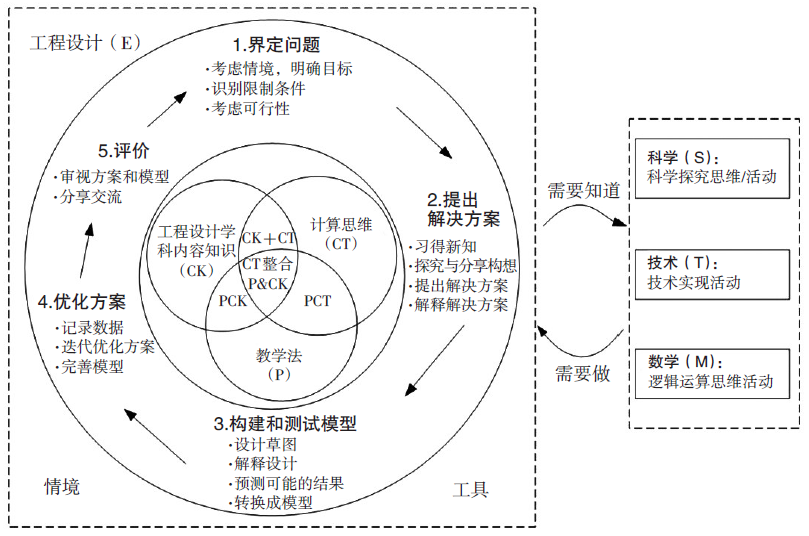 工程设计（E）
1.界定问题
·考虑情境，明确目标
·识别限制条件
·考虑可行性
2.提出
解决方案
·习得新知
·探究与分享构想
·提出解决方案
·解释解决方案
3.构建和测试模型
·设计草图
·解释设计
·预测可能的结果
·转换成模型
4.优化方案
·记录数据
·迭代优化方案
·完善模型
5.评价
·审视方案和模型
·分享交流
工程设计学
科内容知识
（CK）
CK＋CT
计算思维
（CT）
CT整合
P&CK
PCK
PCT
教学法
（P）
情境
工具
需要知道
需要做
科学（S）：
科学探究思维/活动
技术（T）：
技术实现活动
数学（M）：
逻辑运算思维活动